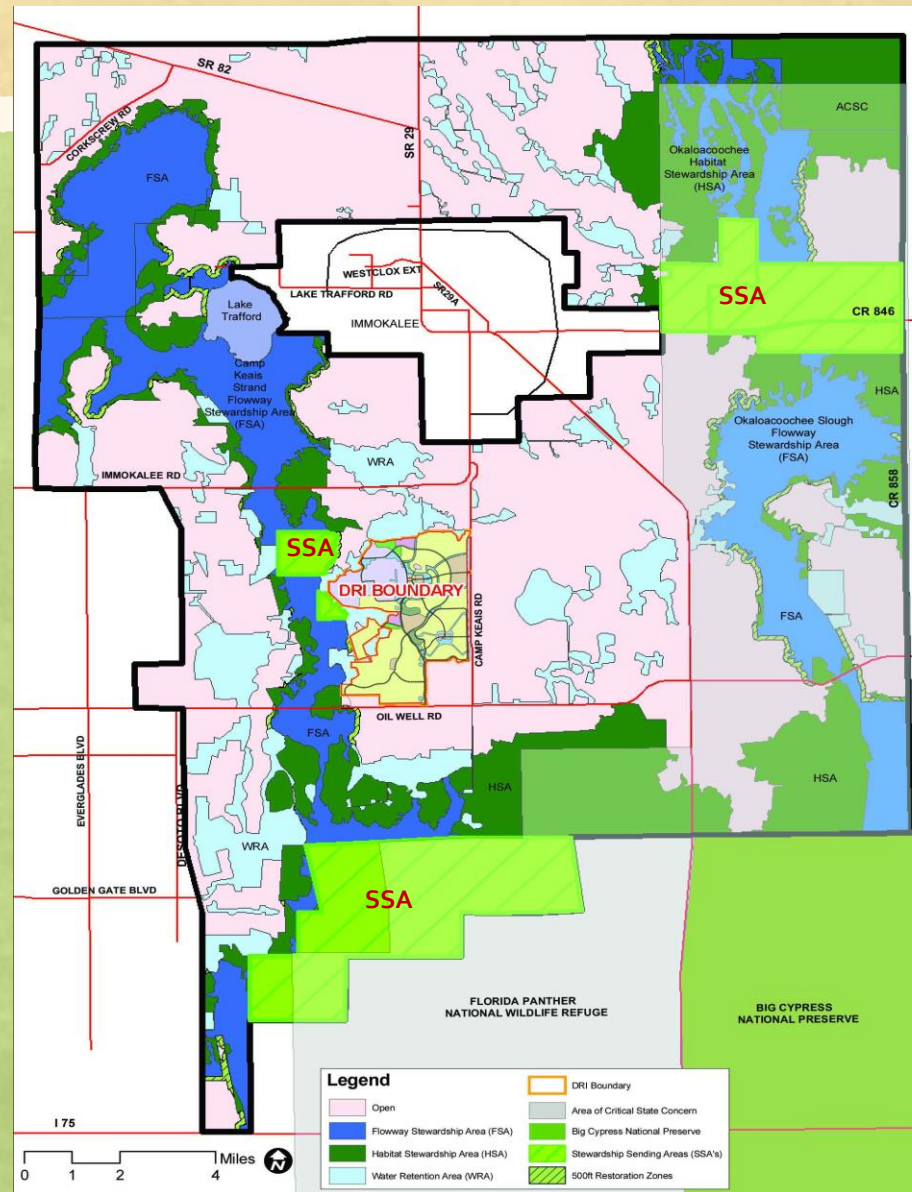 SR 82
CORKSCREW RD
SR 29
ACSC
FSA
Okaloacoochee
Habitat
Stewardship Area
(HSA)
WESTCLOX EXT
LAKE TRAFFORD RD
SR29A
SSA
Lake
Trafford
IMMOKALEE
CR 846
Camp
Keais
Strand
Flowway
Stewardship Area
(FSA)
HSA
Okaloacoochee Slough
Flowway
Stewardship Area
(FSA)
WRA
IMMOKALEE RD
CR 858
SSA
DRI BOUNDARY
CAMP KEAIS RD
FSA
OIL WELL RD
FSA
EVERGLADES BLVD
DESOTO BLVD
HSA
HSA
WRA
GOLDEN GATE BLVD
SSA
FLORIDA PANTHER
NATIONAL WILDLIFE REFUGE
BIG CYPRESS
NATIONAL PRESERVE
I 75
Legend
Open
Flowway Stewardship Area (FSA)
Habitat Stewardship Area (HSA)
Water Retention Area (WRA)
DRI Boundary
Area of Critical State Concern
Big Cypress National Preserve
Stewardship Sending Areas (SSA's)
500ft Restoration Zones
Miles
N
0 1 2 4